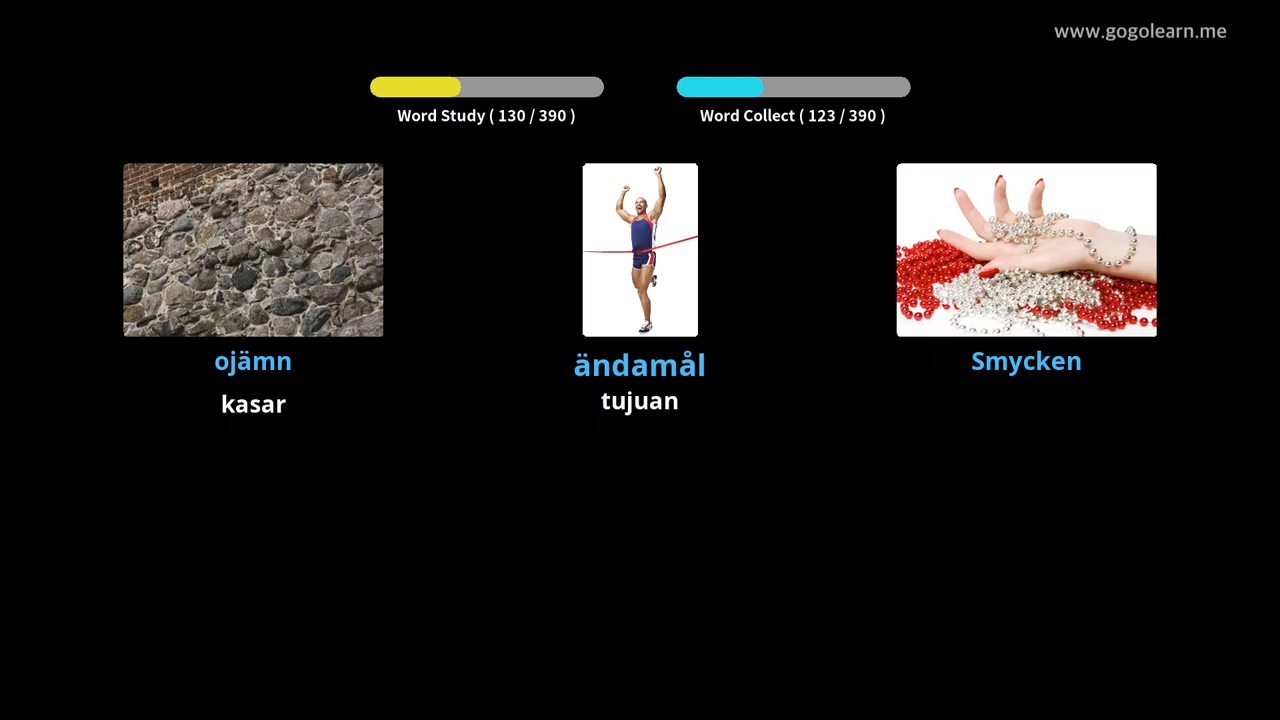 www.gogolearn.me
Word Study ( 130 / 390 )
Word Collect ( 123 / 390 )
ojämn
kasar
ändamål
tujuan
Smycken